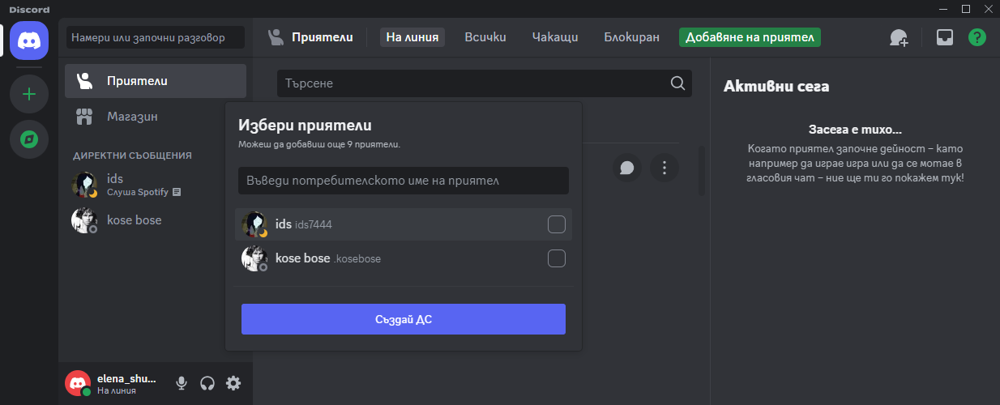 Discord
Намери или започни разговор
Приятели
На линия
Всички
Чакащи
Блокиран
Добавяне на приятел
Приятели
Магазин
ДИРЕКТНИ СЪОБЩЕНИЯ
ids
Слуша Spotify
kose bose
Търсене
Избери приятели
Можеш да добавиш още 9 приятели.
Въведи потребителското име на приятел
ids ids7444
kose bose .kosebose
Създай ДС
Активни сега
Засега е тихо...
Когато приятел започне дейност – като
например да играе игра или да се мотае в
гласовия чат – ние ще ти го покажем тук!
elena_shu...
На линия